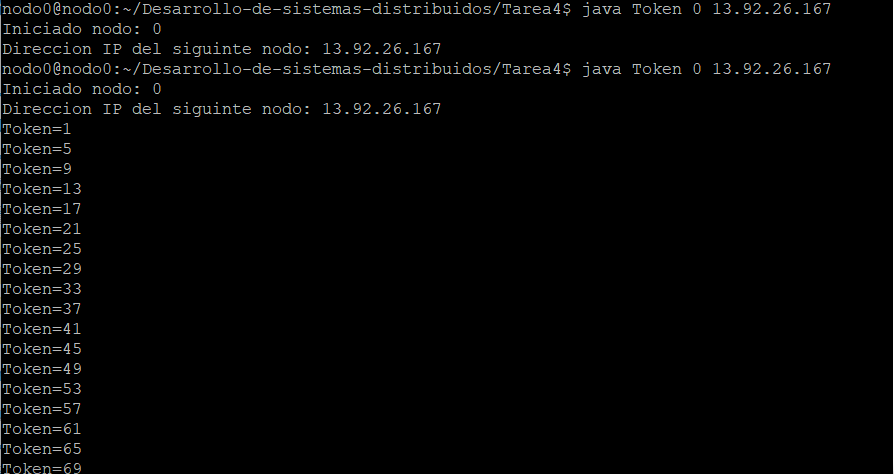 nodo0@nodo0:~/Desarrollo-de-sistemas-distribuidos/Tarea4$ java Token 0 13.92.26.167
Iniciado nodo: 0
Direccion IP del siguinte nodo: 13.92.26.167
nodo0@nodo0:~/Desarrollo-de-sistemas-distribuidos/Tarea4$ java Token 0 13.92.26.167
Iniciado nodo: 0
Direccion IP del siguinte nodo: 13.92.26.167
Token=1
Token=5
Token=9
Token=13
Token=17
Token=21
Token=25
Token=29
Token=33
Token=37
Token=41
Token=45
Token=49
Token=53
Token=57
Token=61
Token=65
Token=69